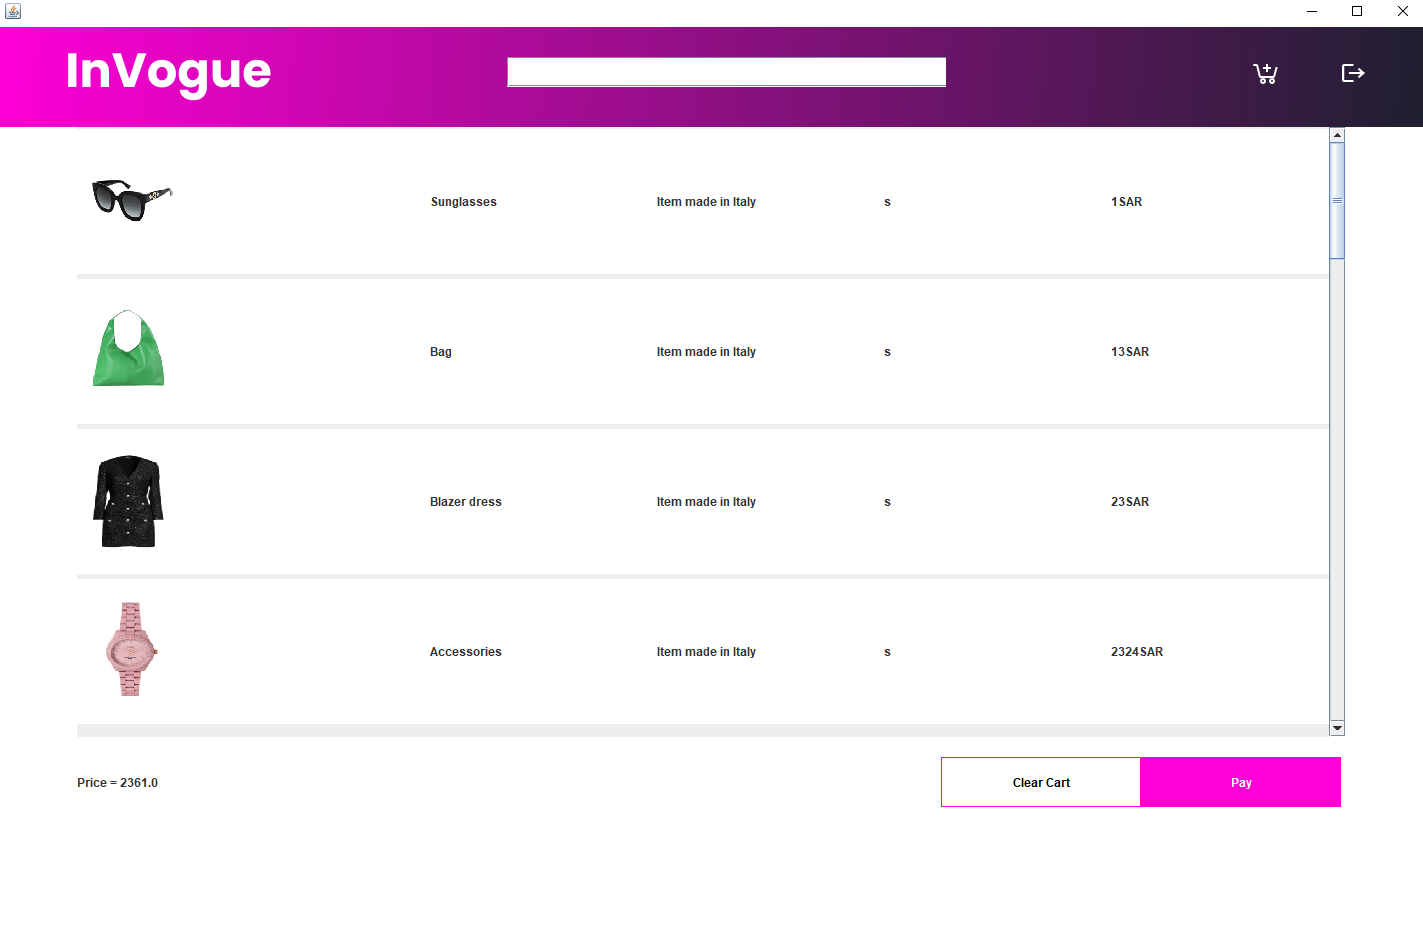 InVogue
Sunglasses Item made in Italy s 1SAR
Bag Item made in Italy s 13SAR
Blazer dress Item made in Italy s 23SAR
Accessories Item made in Italy s 2324SAR
Price = 2361.0 Clear Cart Pay